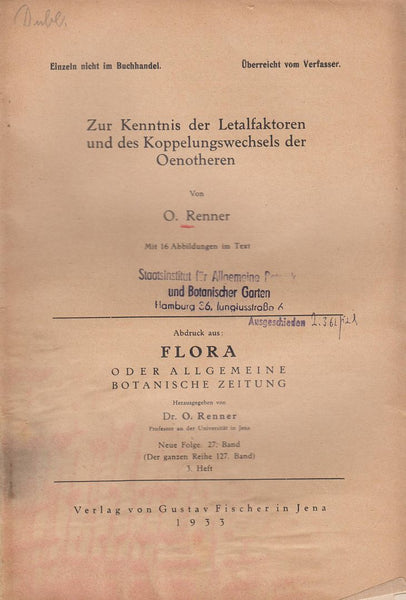 Dubl.
Einzeln nicht im Buchhandel. Überreicht vom Verfasser.
Zur Kenntnis der Letalfaktoren
und des Koppelungswechsels der
Oenotheren
Von
O. Renner
Mit 16 Abbildungen im Text
Staatsinstitut für Allgemeine
und Botanischer Garten
Hamburg 36, Jungiusstraße 6
Ausgeschieden
Abdruck aus:
FLORA
ODER ALLGEMEINE
BOTANISCHE ZEITUNG
Herausgegeben von
Dr. O. Renner
Professor an der Universität in Jena
Neue Folge. 27. Band
(Der ganzen Reihe 127. Band)
3. Heft
Verlag von Gustav Fischer in Jena
1933